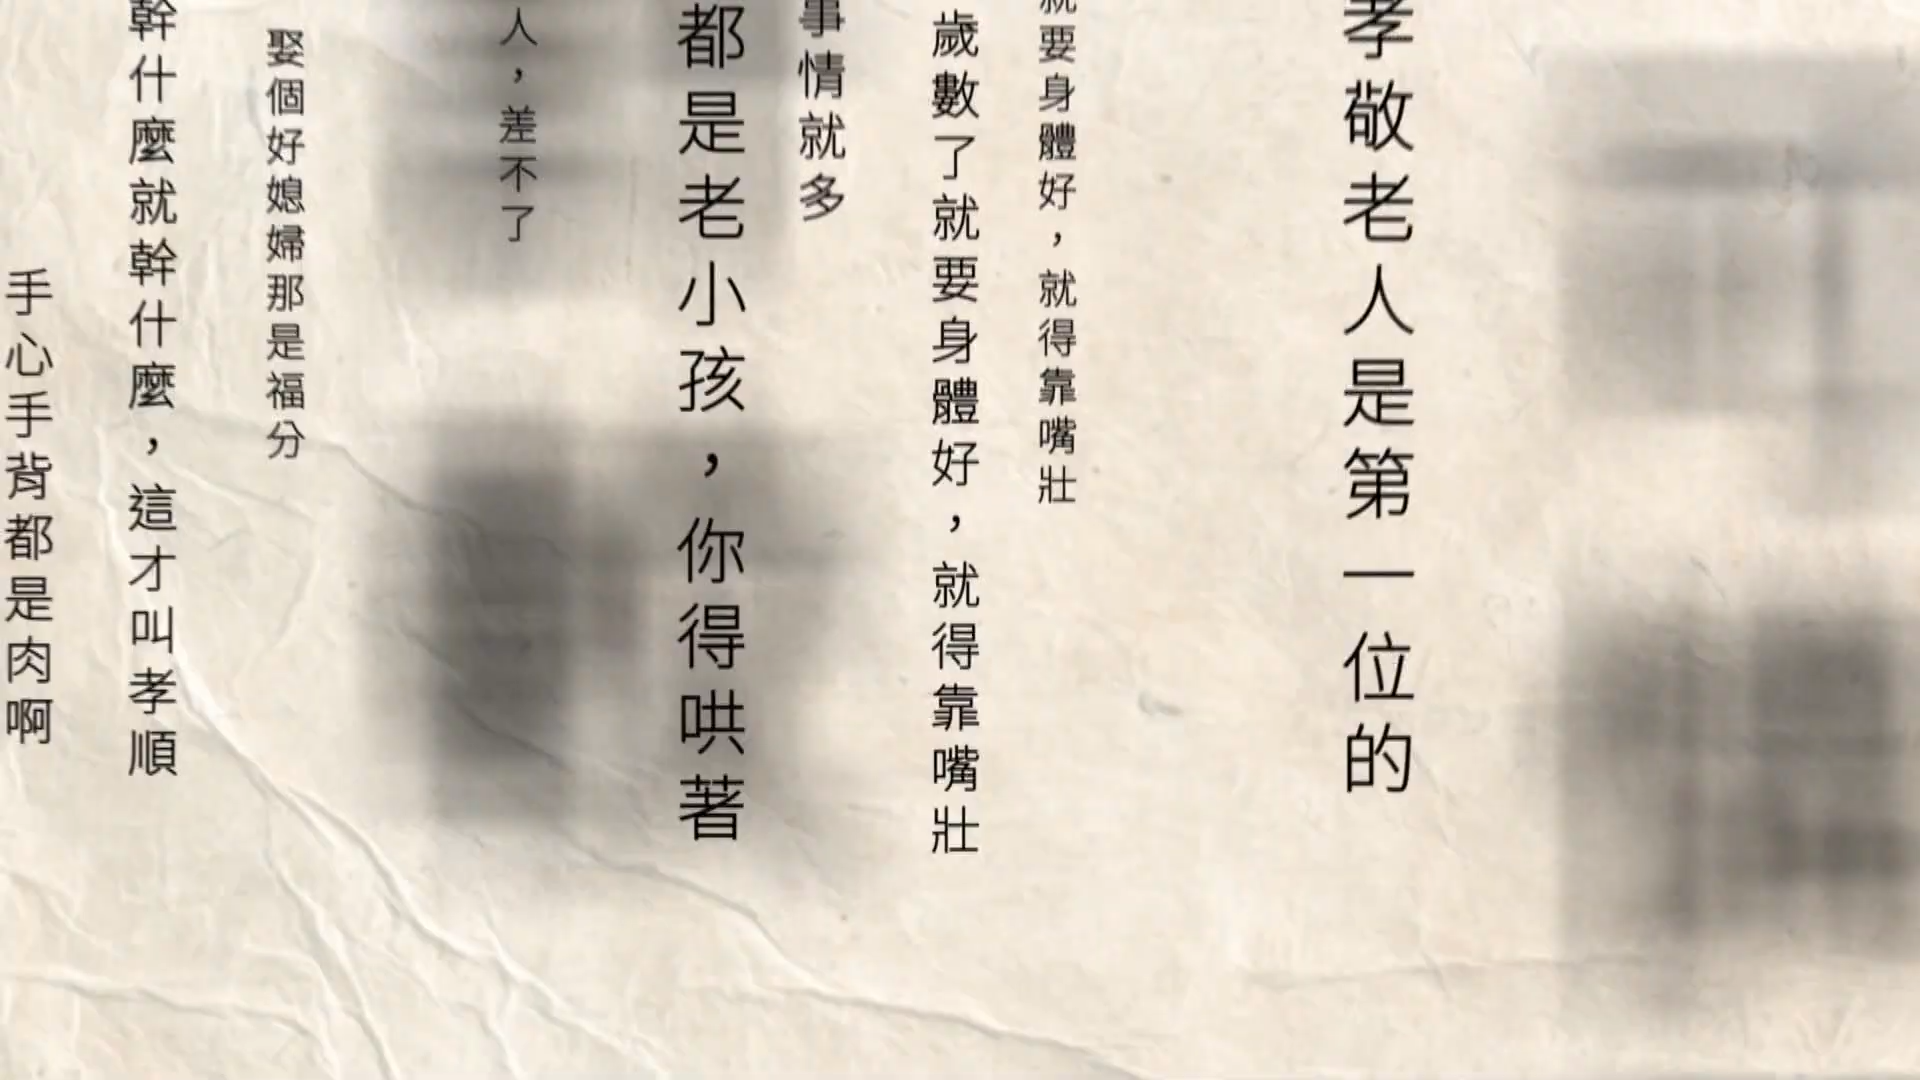 孝敬老人是第一位的
就要身體好，就得靠嘴壯
歲數了就要身體好，就得靠嘴壯
事情就多
都是老小孩，你得哄著
人，差不了
娶個好媳婦那是福分
幹什麼就幹什麼，這才叫孝順
手心手背都是肉啊